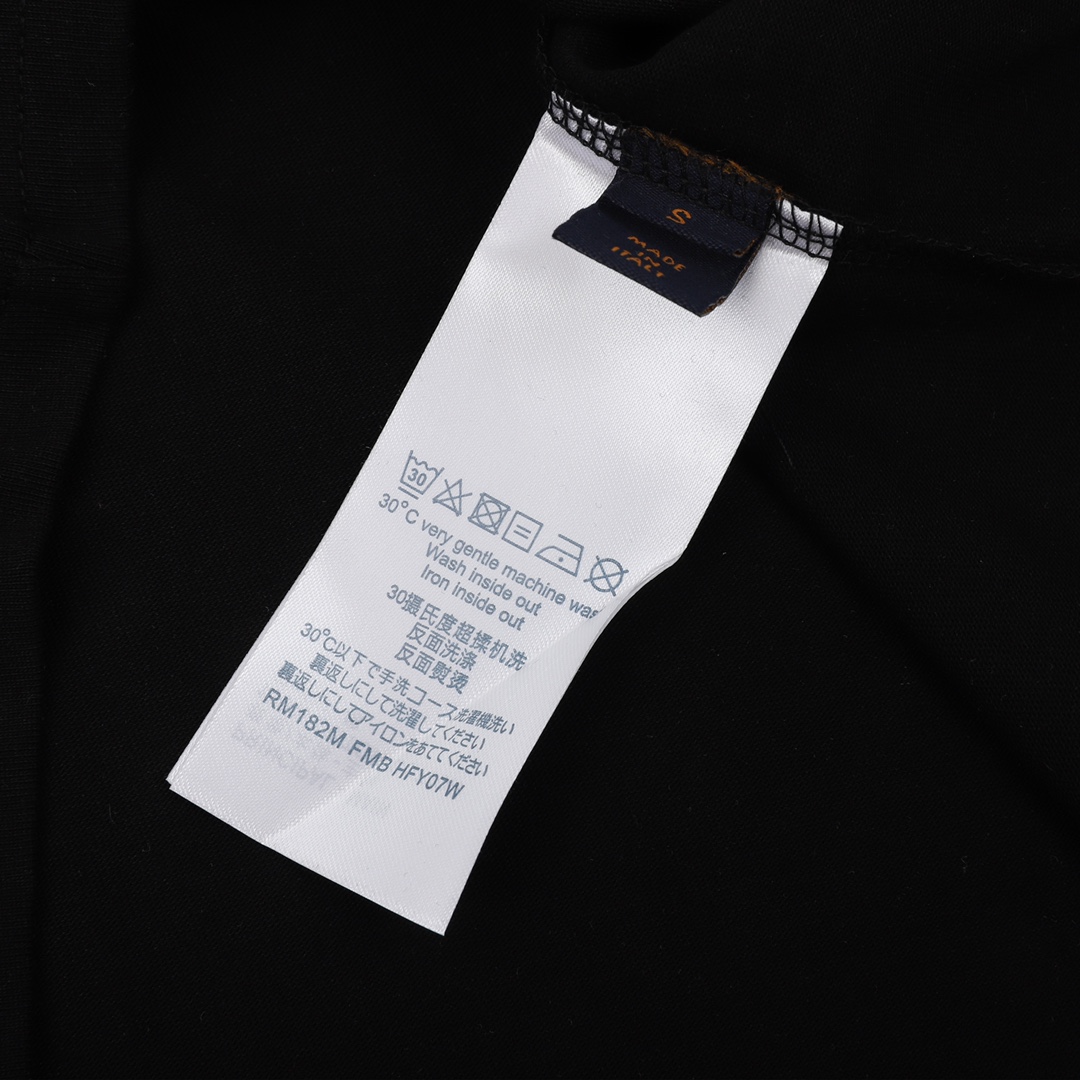 S
MADE
IN
ITALY
30
30°C very gentle machine was
Wash inside out
Iron inside out
30摄氏度超揉机洗
反面洗涤
反面熨烫
30℃以下で手洗コース洗濯機洗い
裏返しにして洗濯してください
裏返しにしてアイロンをあててください
RM182M FMB HFY07W